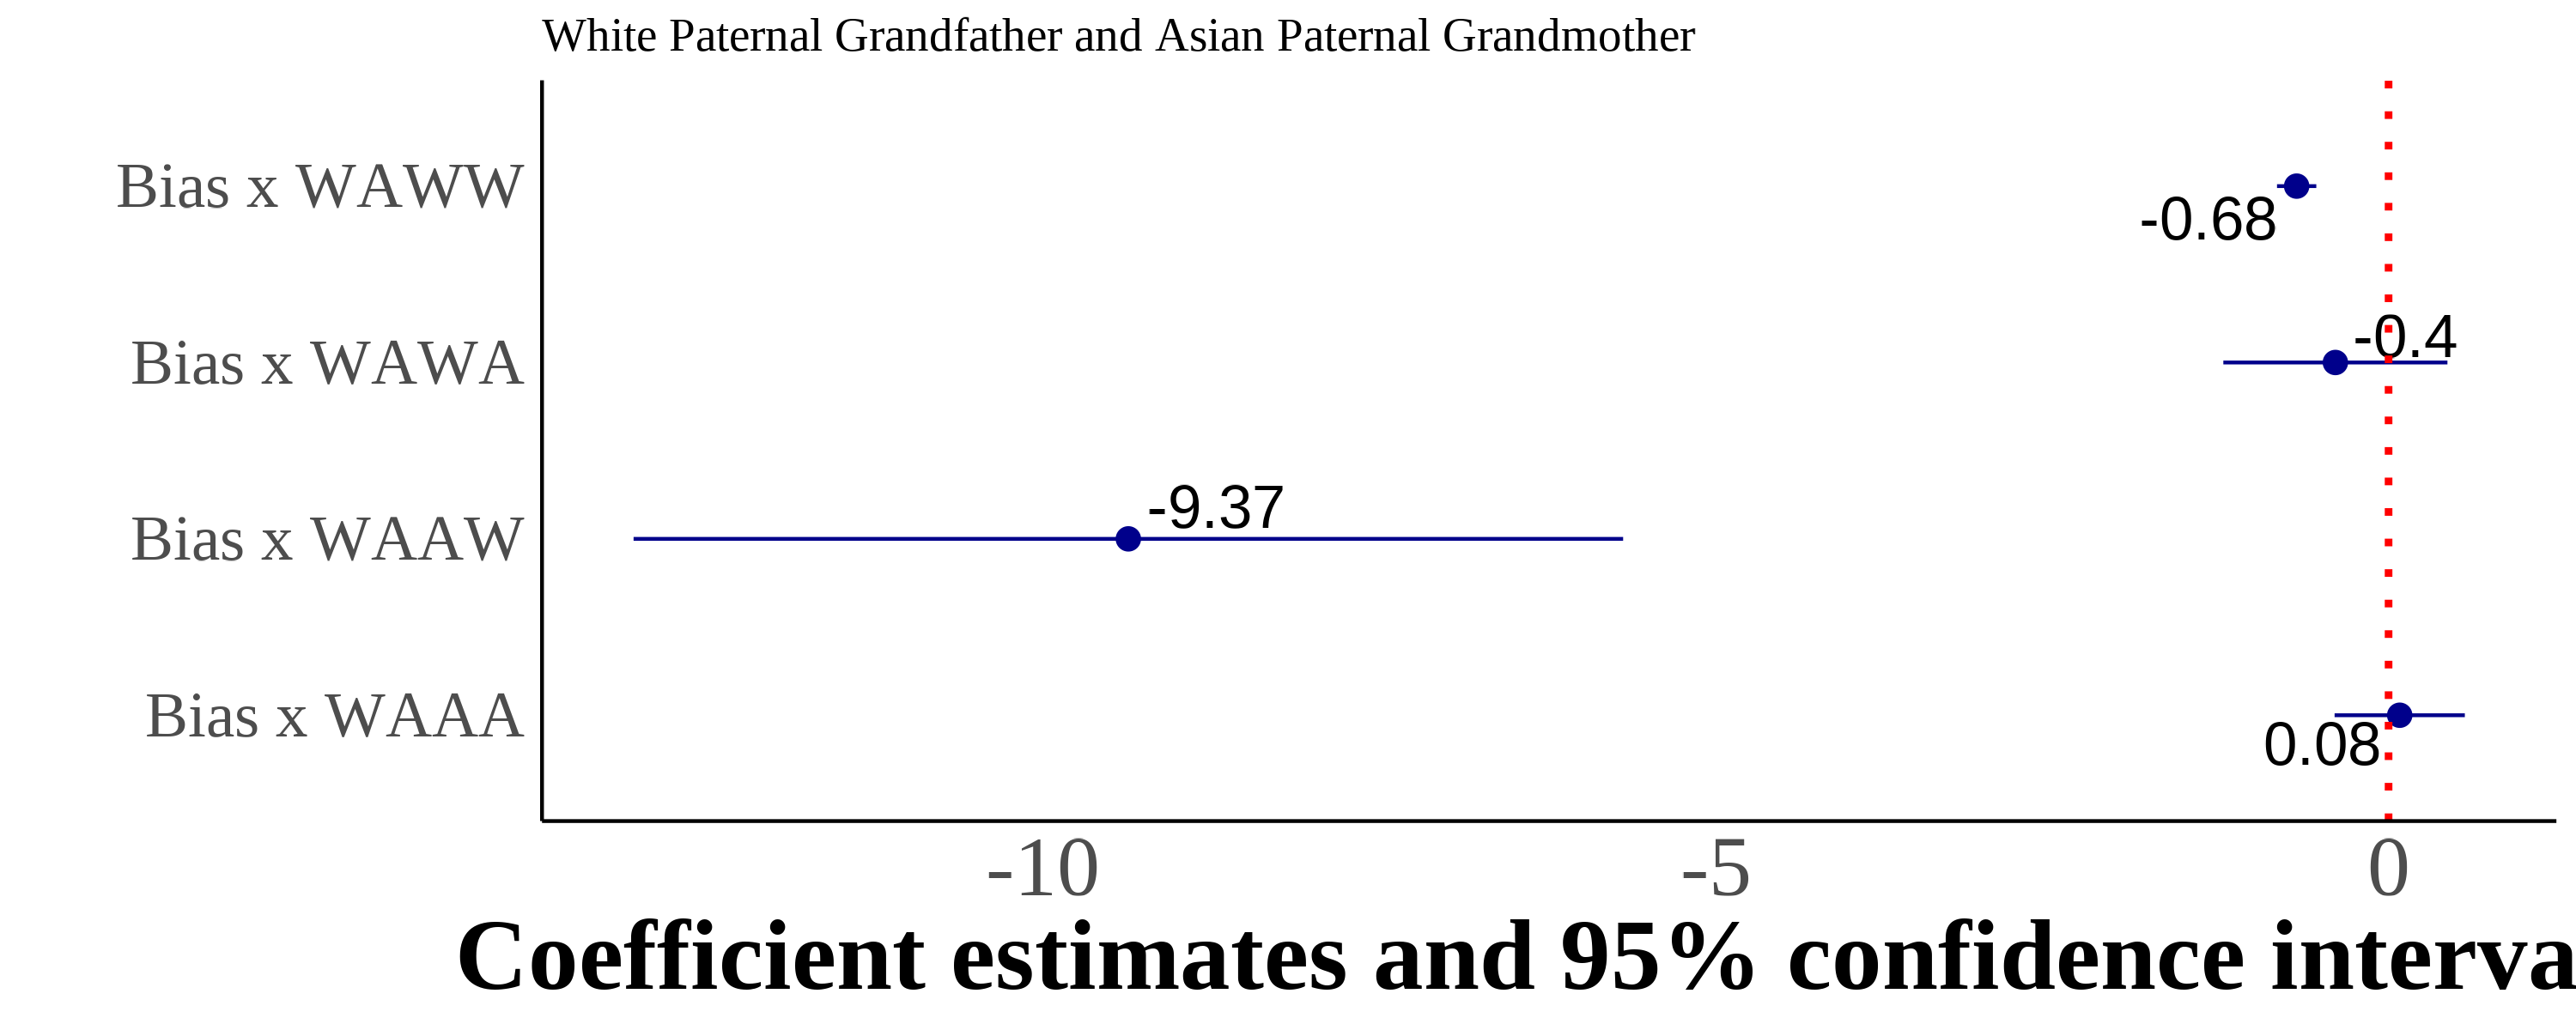 White Paternal Grandfather and Asian Paternal Grandmother
Bias x WAWW
-0.68
Bias x WAWA
-0.4
Bias x WAAW
-9.37
Bias x WAAA
0.08
-10 -5 0
Coefficient estimates and 95% confidence interva